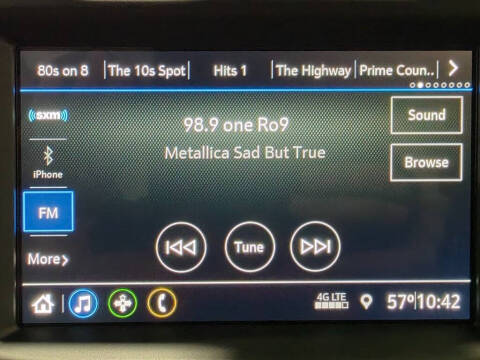 80s on 8 The 10s Spot Hits 1 The Highway Prime Coun..
sxm
Sound
98.9 one Ro9
Metallica Sad But True
iPhone
Browse
FM
Tune
More
4G LTE
57° 10:42